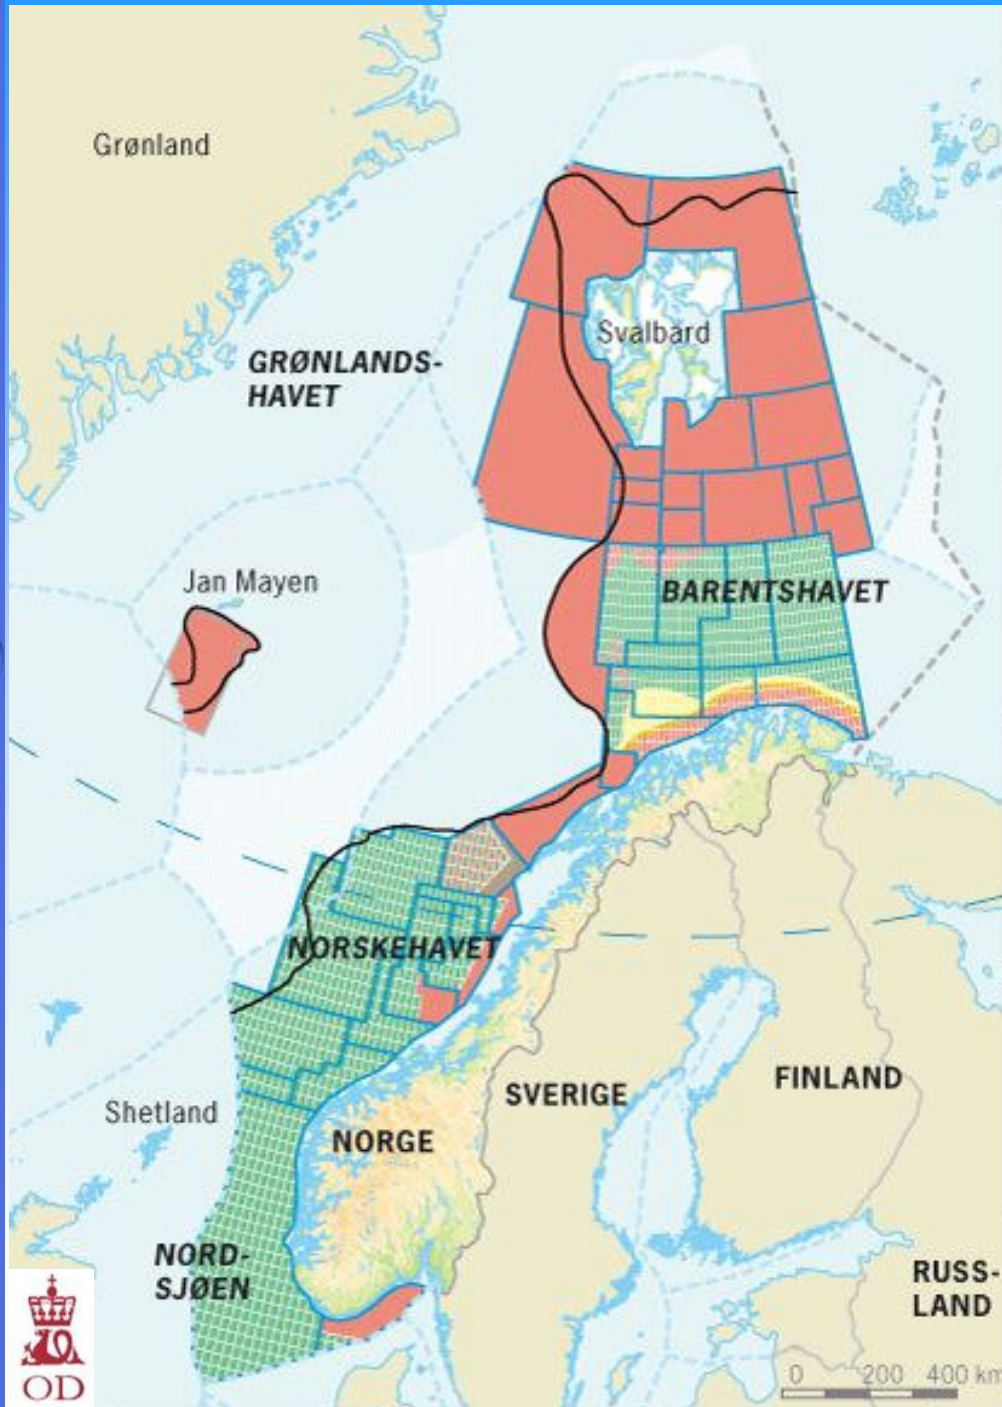 Grønland
Svalbard
GRØNLANDS-
HAVET
Jan Mayen
BARENTSHAVET
NORSKEHAVET
SVERIGE
FINLAND
Shetland
NORGE
NORD-
SJØEN
RUSS-
LAND
OD
0 200 400 km